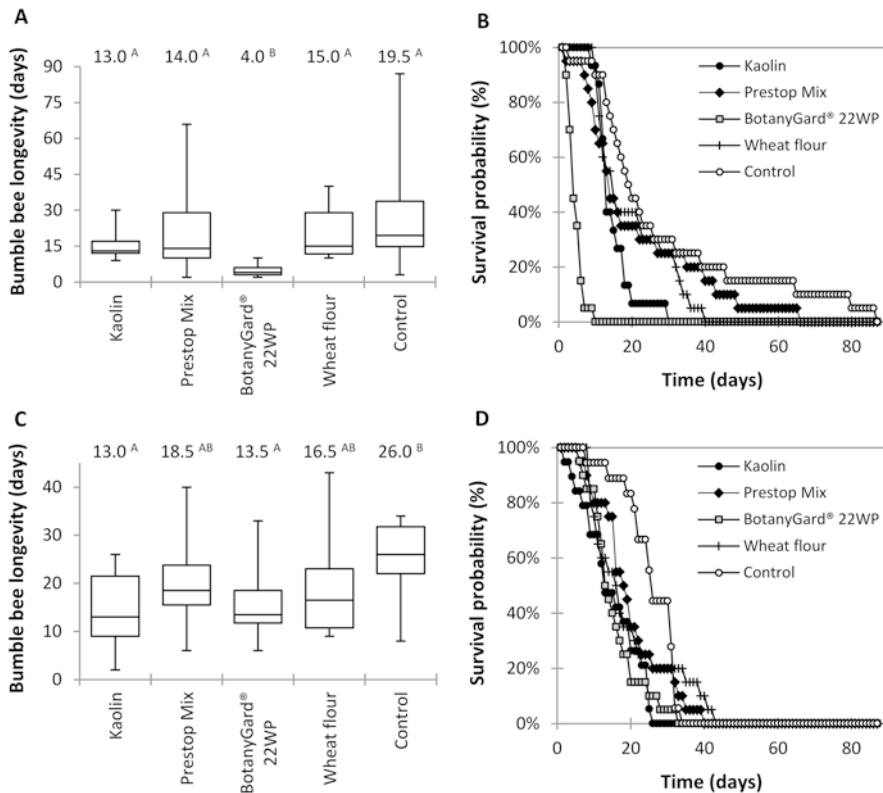 A
13.0 A 14.0 A 4.0 B 15.0 A 19.5 A
Bumble bee longevity (days)
90
75
60
45
30
15
0
Kaolin
Prestop Mix
BotanyGard®
22WP
Wheat flour
Control
B
Survival probability (%)
100%
80%
60%
40%
20%
0%
Kaolin
Prestop Mix
BotanyGard® 22WP
Wheat flour
Control
0 20 40 60 80
Time (days)
C
13.0 A 18.5 AB 13.5 A 16.5 AB 26.0 B
Bumble bee longevity (days)
40
30
20
10
0
Kaolin
Prestop Mix
BotanyGard®
22WP
Wheat flour
Control
D
Survival probability (%)
100%
80%
60%
40%
20%
0%
Kaolin
Prestop Mix
BotanyGard® 22WP
Wheat flour
Control
0 20 40 60 80
Time (days)